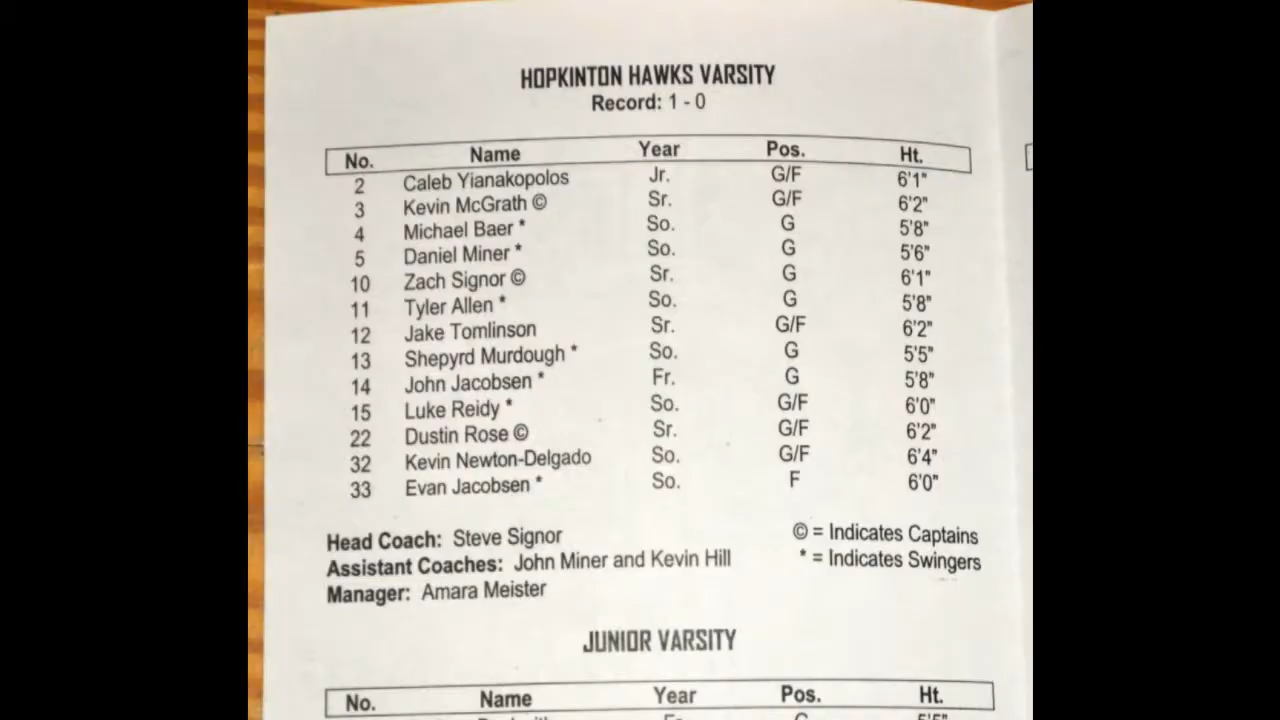 HOPKINTON HAWKS VARSITY
Record: 1 - 0
No. Name Year Pos. Ht.
2 Caleb Yianakopolos Jr. G/F 6'1"
3 Kevin McGrath © Sr. G/F 6'2"
4 Michael Baer * So. G 5'8"
5 Daniel Miner * So. G 5'6"
10 Zach Signor © Sr. G 6'1"
11 Tyler Allen * So. G 5'8"
12 Jake Tomlinson Sr. G/F 6'2"
13 Shepyrd Murdough * So. G 5'5"
14 John Jacobsen * Fr. G 5'8"
15 Luke Reidy * So. G/F 6'0"
22 Dustin Rose © Sr. G/F 6'2"
32 Kevin Newton-Delgado So. G/F 6'4"
33 Evan Jacobsen * So. F 6'0"
Head Coach: Steve Signor © = Indicates Captains
Assistant Coaches: John Miner and Kevin Hill * = Indicates Swingers
Manager: Amara Meister
JUNIOR VARSITY
No. Name Year Pos. Ht.